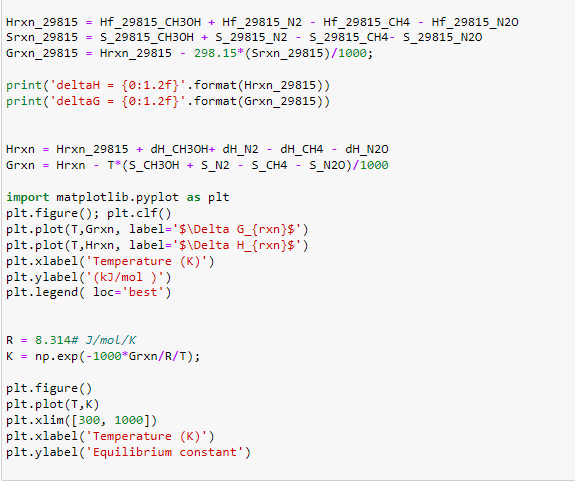 Hrxn_29815 = Hf_29815_CH3OH + Hf_29815_N2 - Hf_29815_CH4 - Hf_29815_N2O
Srxn_29815 = S_29815_CH3OH + S_29815_N2 - S_29815_CH4- S_29815_N2O
Grxn_29815 = Hrxn_29815 - 298.15*(Srxn_29815)/1000;
print('deltaH = {0:1.2f}'.format(Hrxn_29815))
print('deltaG = {0:1.2f}'.format(Grxn_29815))
Hrxn = Hrxn_29815 + dH_CH3OH+ dH_N2 - dH_CH4 - dH_N2O
Grxn = Hrxn - T*(S_CH3OH + S_N2 - S_CH4 - S_N2O)/1000
import matplotlib.pyplot as plt
plt.figure(); plt.clf()
plt.plot(T,Grxn, label='$\Delta G_{rxn}$')
plt.plot(T,Hrxn, label='$\Delta H_{rxn}$')
plt.xlabel('Temperature (K)')
plt.ylabel('(kJ/mol )')
plt.legend( loc='best')
R = 8.314# J/mol/K
K = np.exp(-1000*Grxn/R/T);
plt.figure()
plt.plot(T,K)
plt.xlim([300, 1000])
plt.xlabel('Temperature (K)')
plt.ylabel('Equilibrium constant')